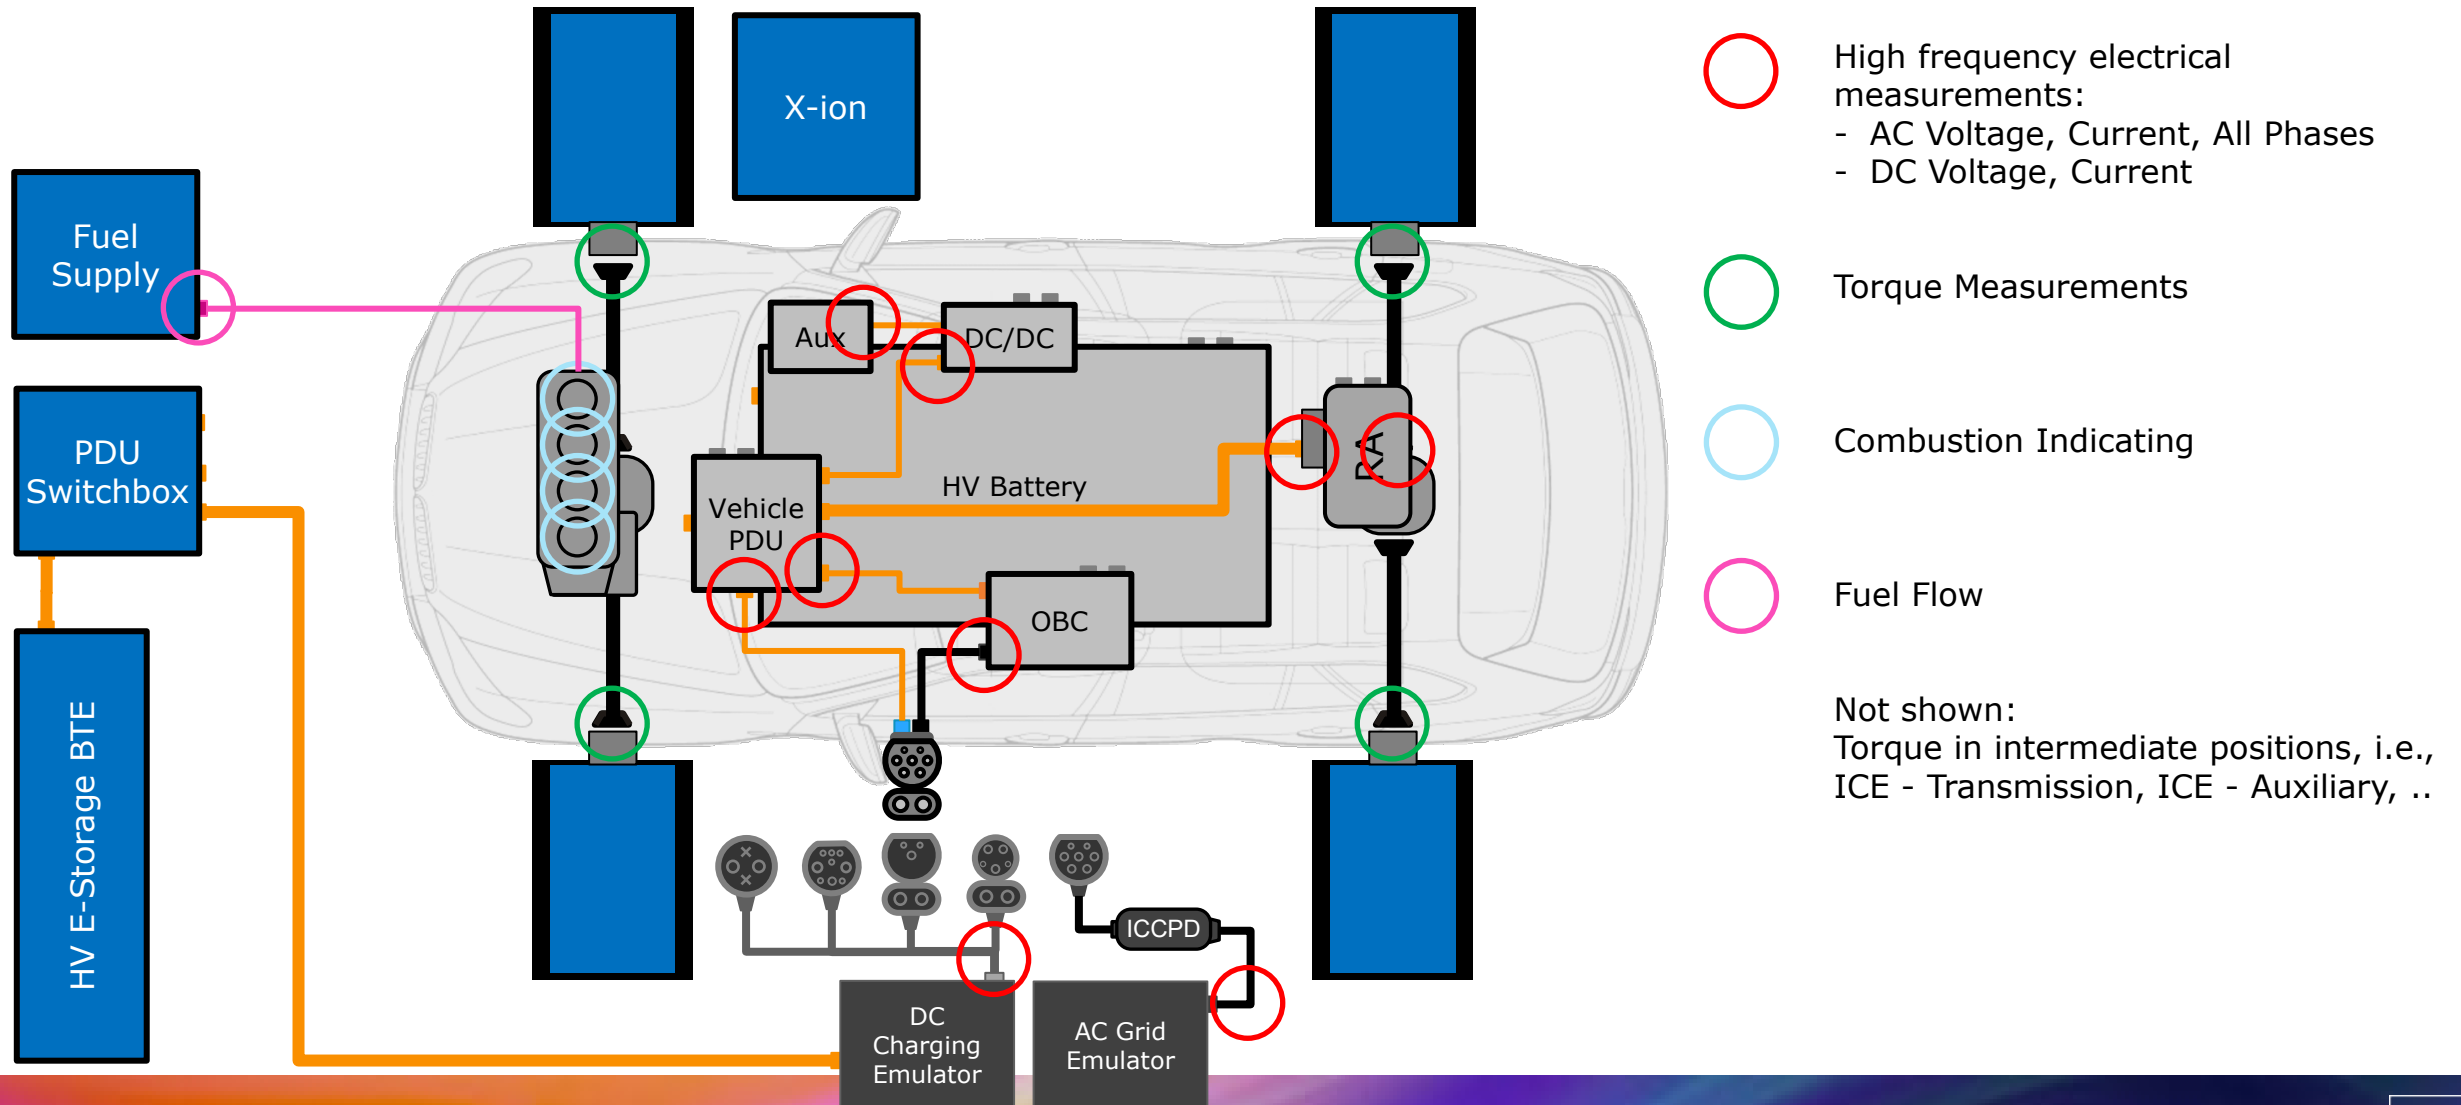 X-ion
Fuel
Supply
PDU
Switchbox
HV E-Storage BTE
Aux
DC/DC
HV Battery
Vehicle
PDU
OBC
RA
ICCPD
DC
Charging
Emulator
AC Grid
Emulator
High frequency electrical
measurements:
- AC Voltage, Current, All Phases
- DC Voltage, Current
Torque Measurements
Combustion Indicating
Fuel Flow
Not shown:
Torque in intermediate positions, i.e.,
ICE - Transmission, ICE - Auxiliary, ..